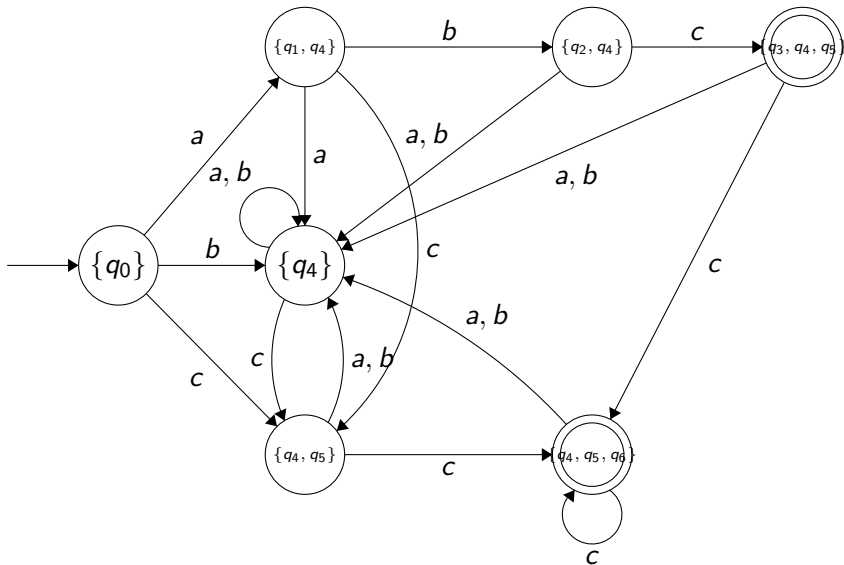 b
c
{q₁, q₄}
{q₂, q₄}
{q₃, q₄, q₅}
a
a, b
a
a, b
a, b
c
b
{q₀}
{q₄}
c
a, b
c
a, b
c
{q₄, q₅}
{q₄, q₅, q₆}
c
c